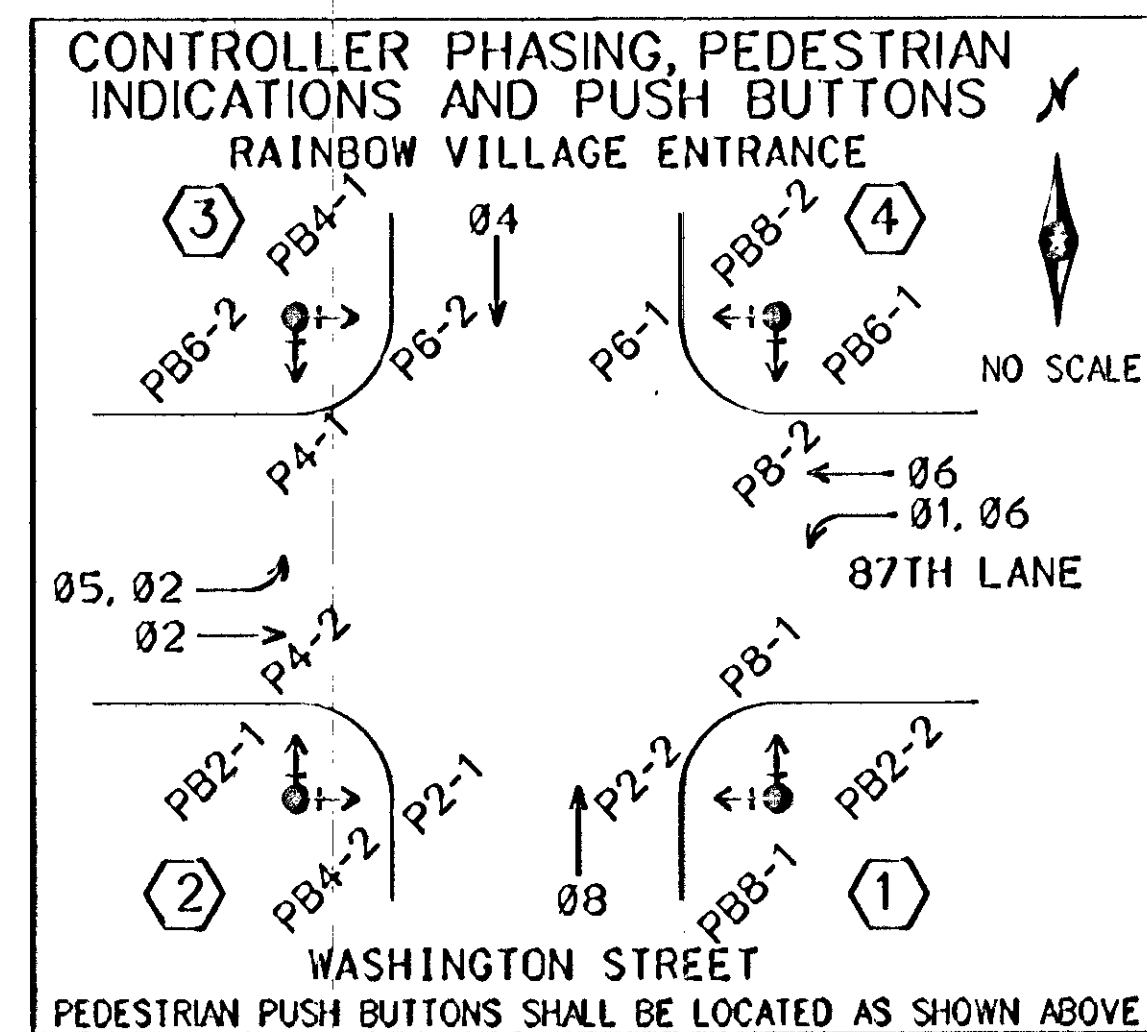 CONTROLLER PHASING, PEDESTRIAN
INDICATIONS AND PUSH BUTTONS
N
RAINBOW VILLAGE ENTRANCE
3
PB4-1
Ø4
PB8-2
4
PB6-2
P6-2
P6-1
PB6-1
NO SCALE
P4-1
P8-2
Ø6
Ø1, Ø6
87TH LANE
Ø5, Ø2
Ø2
P4-2
P8-1
PB2-1
P2-1
P2-2
PB2-2
2
PB4-2
Ø8
PB8-1
1
WASHINGTON STREET
PEDESTRIAN PUSH BUTTONS SHALL BE LOCATED AS SHOWN ABOVE